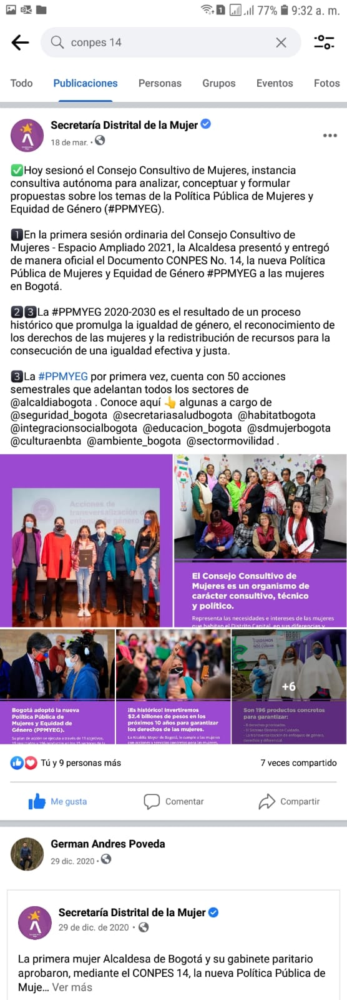 77% 9:32 a. m.
conpes 14
Todo Publicaciones Personas Grupos Eventos Fotos
Secretaría Distrital de la Mujer
18 de mar. ·
✅Hoy sesionó el Consejo Consultivo de Mujeres, instancia
consultiva autónoma para analizar, conceptuar y formular
propuestas sobre los temas de la Política Pública de Mujeres y
Equidad de Género (#PPMYEG).
1️⃣En la primera sesión ordinaria del Consejo Consultivo de
Mujeres - Espacio Ampliado 2021, la Alcaldesa presentó y entregó
de manera oficial el Documento CONPES No. 14, la nueva Política
Pública de Mujeres y Equidad de Género #PPMYEG a las mujeres
en Bogotá.
2️⃣3️⃣La #PPMYEG 2020-2030 es el resultado de un proceso
histórico que promulga la igualdad de género, el reconocimiento de
los derechos de las mujeres y la redistribución de recursos para la
consecución de una igualdad efectiva y justa.
3️⃣La #PPMYEG por primera vez, cuenta con 50 acciones
semestrales que adelantan todos los sectores de
@alcaldiabogota . Conoce aquí 👆 algunas a cargo de
@seguridad_bogota @secretariasaludbogota @habitatbogota
@integracionsocialbogota @educacion_bogota @sdmujerbogota
@culturaenbta @ambiente_bogota @sectormovilidad .
Acciones de
transversalización de
enfoque de género
El Consejo Consultivo de
Mujeres es un organismo de
carácter consultivo, técnico
y político.
Representa las necesidades e intereses de las mujeres
que habitan el Distrito Capital, en sus diferencias y
Bogotá adoptó la nueva
Política Pública de
Mujeres y Equidad de
Género (PPMYEG).
Su plan de acción se ejecuta a través de 11 objetivos,
¡Es histórico! Invertiremos
$2.4 billones de pesos en los
próximos 10 años para garantizar
los derechos de las mujeres.
La Alcaldía Mayor de Bogotá, le cumple a las mujeres
con acciones y servicios concretos para las mujeres,
CUIDAMOS
NOS CUIDAN
+6
Son 196 productos concretos
para garantizar:
- 8 derechos priorizados.
- El Sistema Distrital de Cuidado.
- La transversalización de enfoques de género,
derechos y diferencial.
Tú y 9 personas más 7 veces compartido
Me gusta Comentar Compartir
German Andres Poveda
29 dic. 2020 ·
Secretaría Distrital de la Mujer
29 de dic. de 2020 ·
La primera mujer Alcaldesa de Bogotá y su gabinete paritario
aprobaron, mediante el CONPES 14, la nueva Política Pública de
Muje... Ver más